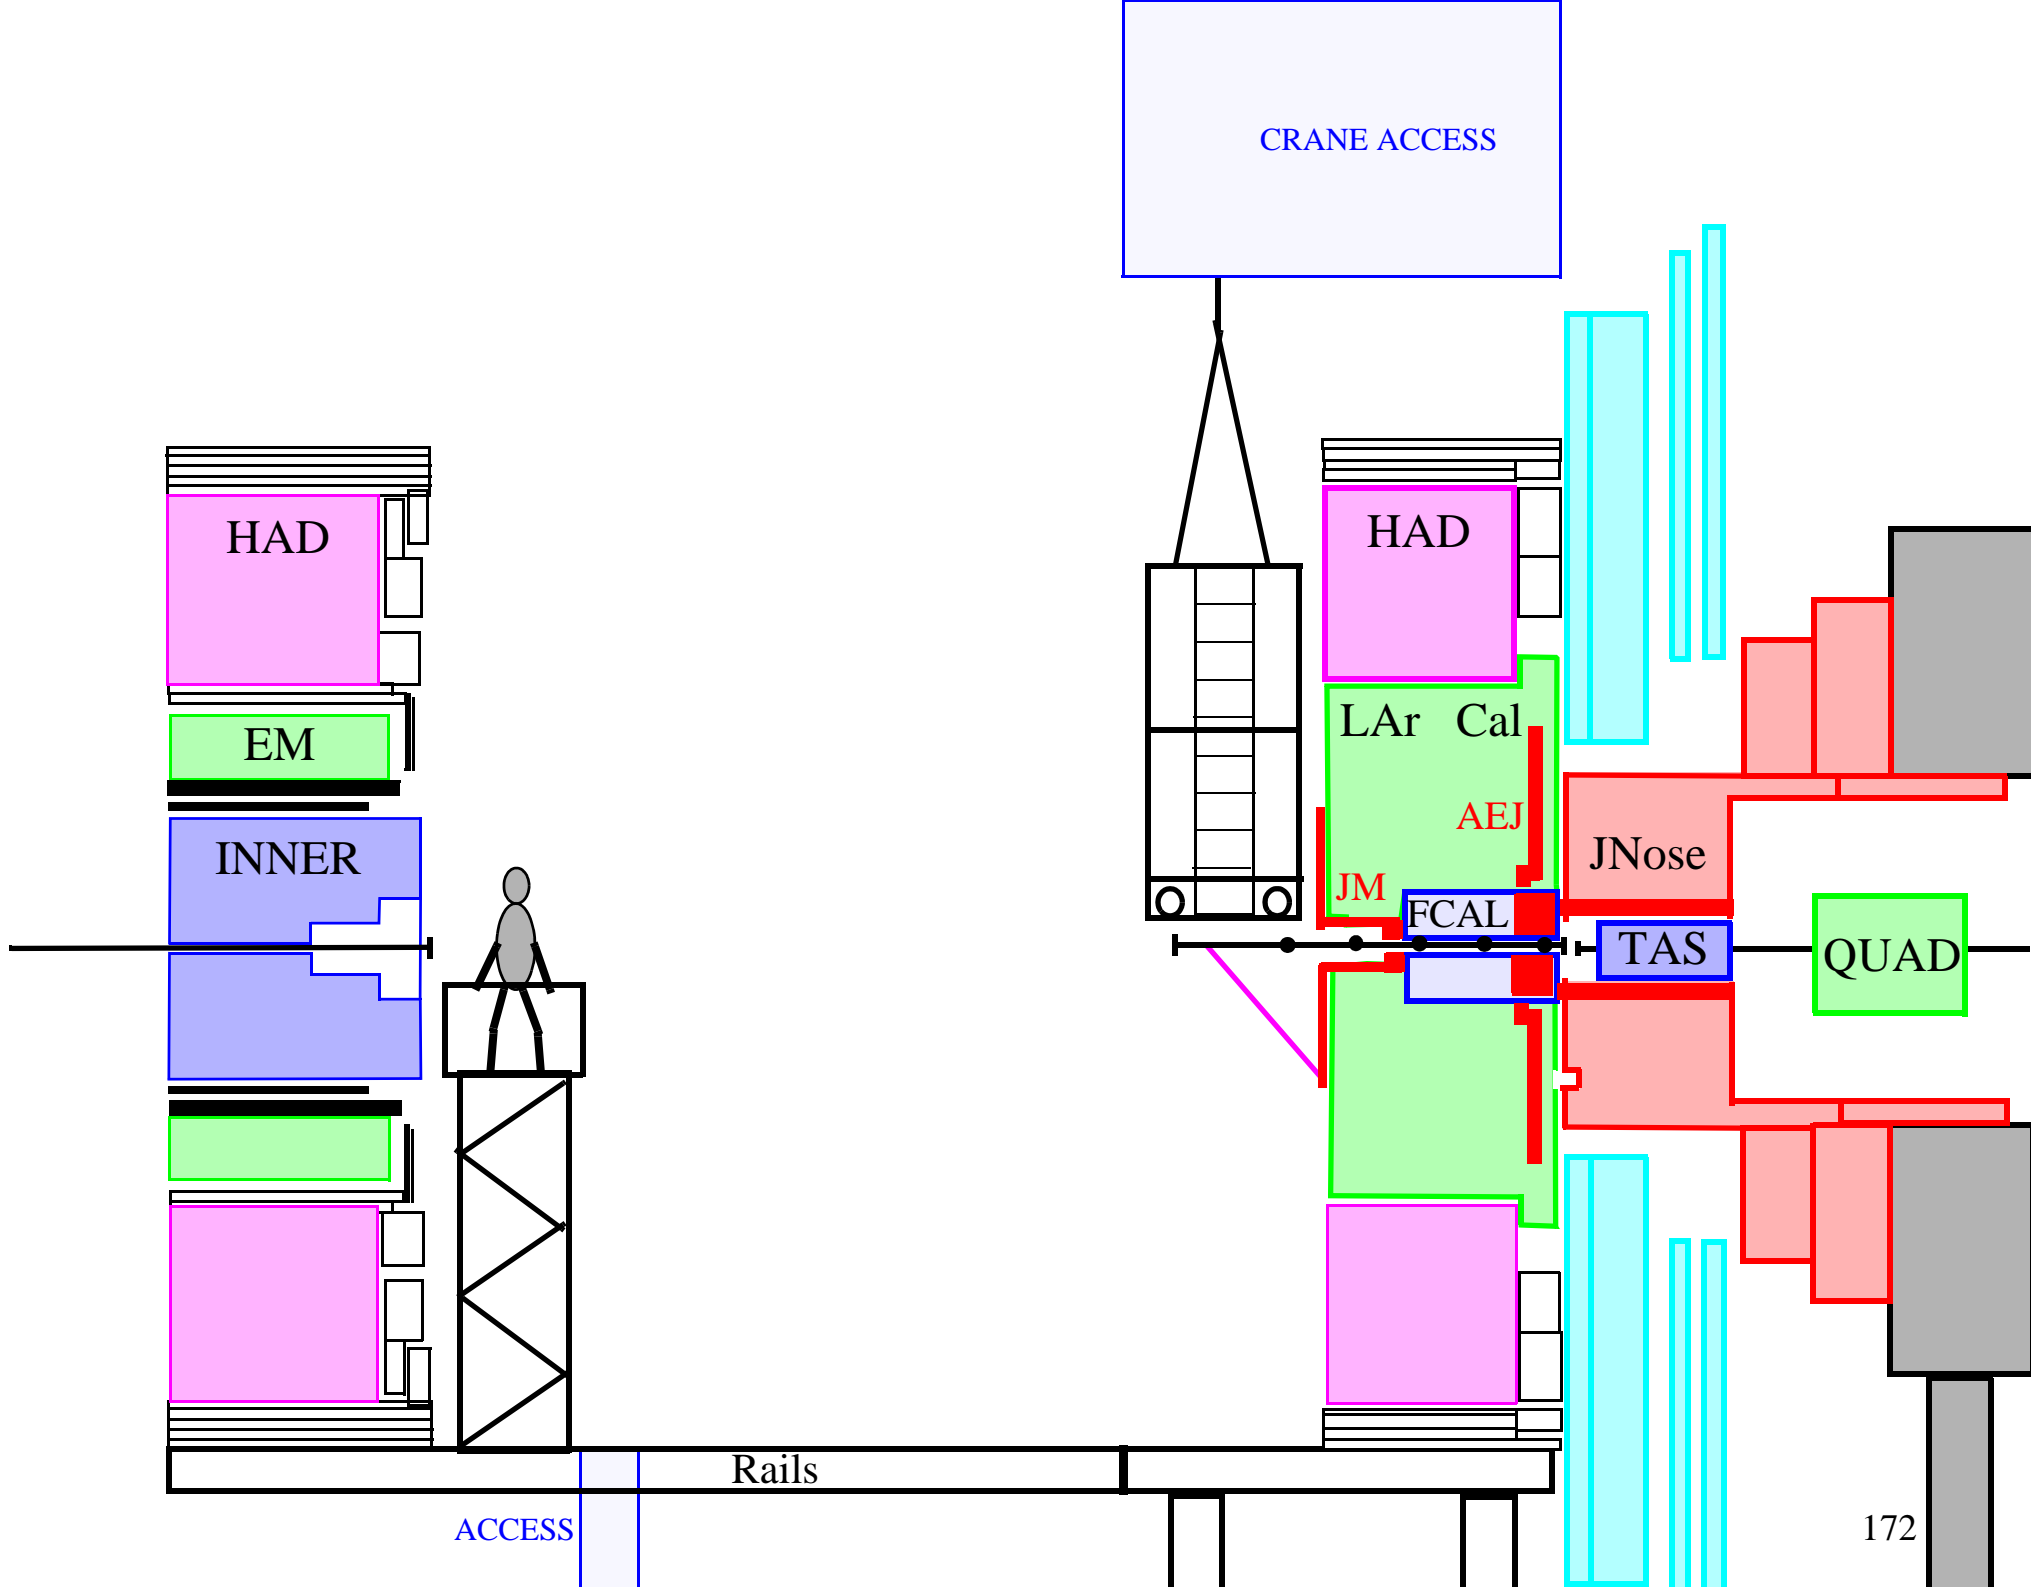 CRANE ACCESS
HAD
HAD
LAr Cal
EM
AEJ
INNER
JNose
JM
FCAL
TAS
QUAD
Rails
ACCESS
172